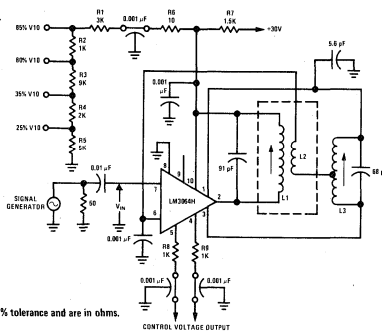 85% V10
R1
3K
0.001 μF
R6
10
R7
1.5K
+30V
R2
1K
80% V10
R3
9K
35% V10
R4
2K
25% V10
R5
5K
0.001
μF
5.6 pF
91 pF
L1
L2
L3
68 pF
0.01 μF
SIGNAL
GENERATOR
50
VIN
0.001 μF
LM3064H
8
9
10
7
6
5
4
3
2
1
R8
1K
R9
1K
0.001 μF
0.001 μF
% tolerance and are in ohms.
CONTROL VOLTAGE OUTPUT